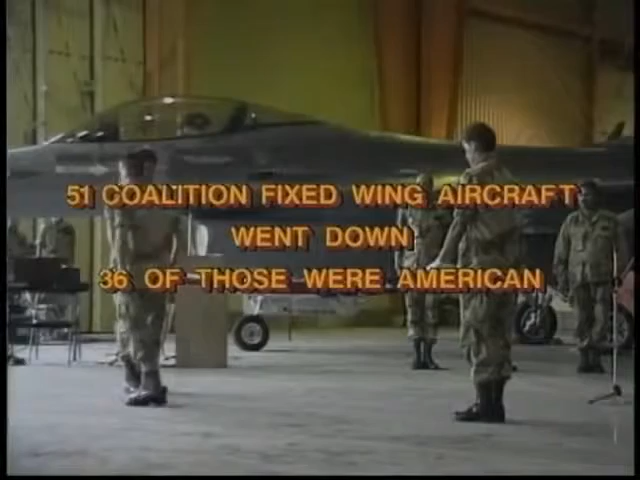 51 COALITION FIXED WING AIRCRAFT
WENT DOWN
36 OF THOSE WERE AMERICAN